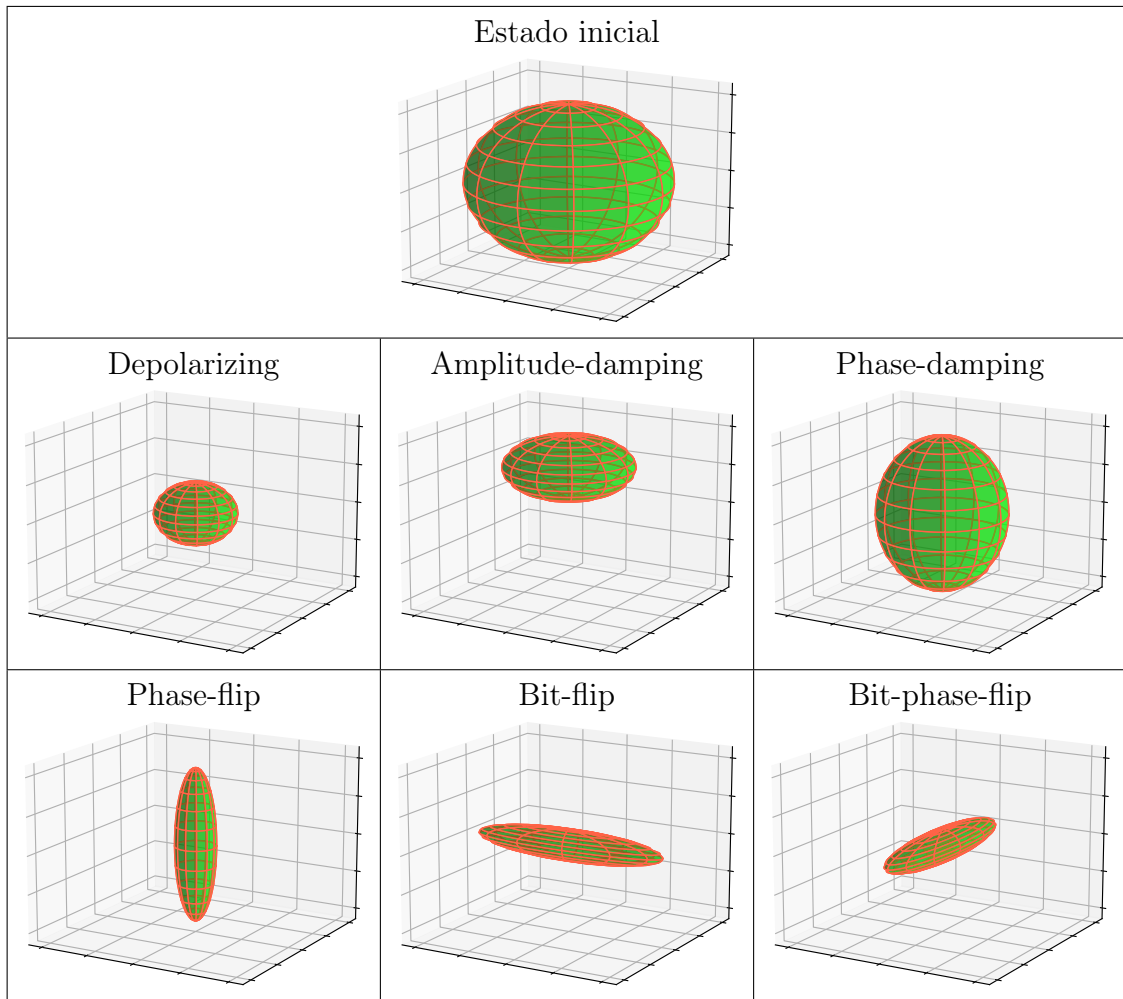 Estado inicial
Depolarizing
Amplitude-damping
Phase-damping
Phase-flip
Bit-flip
Bit-phase-flip